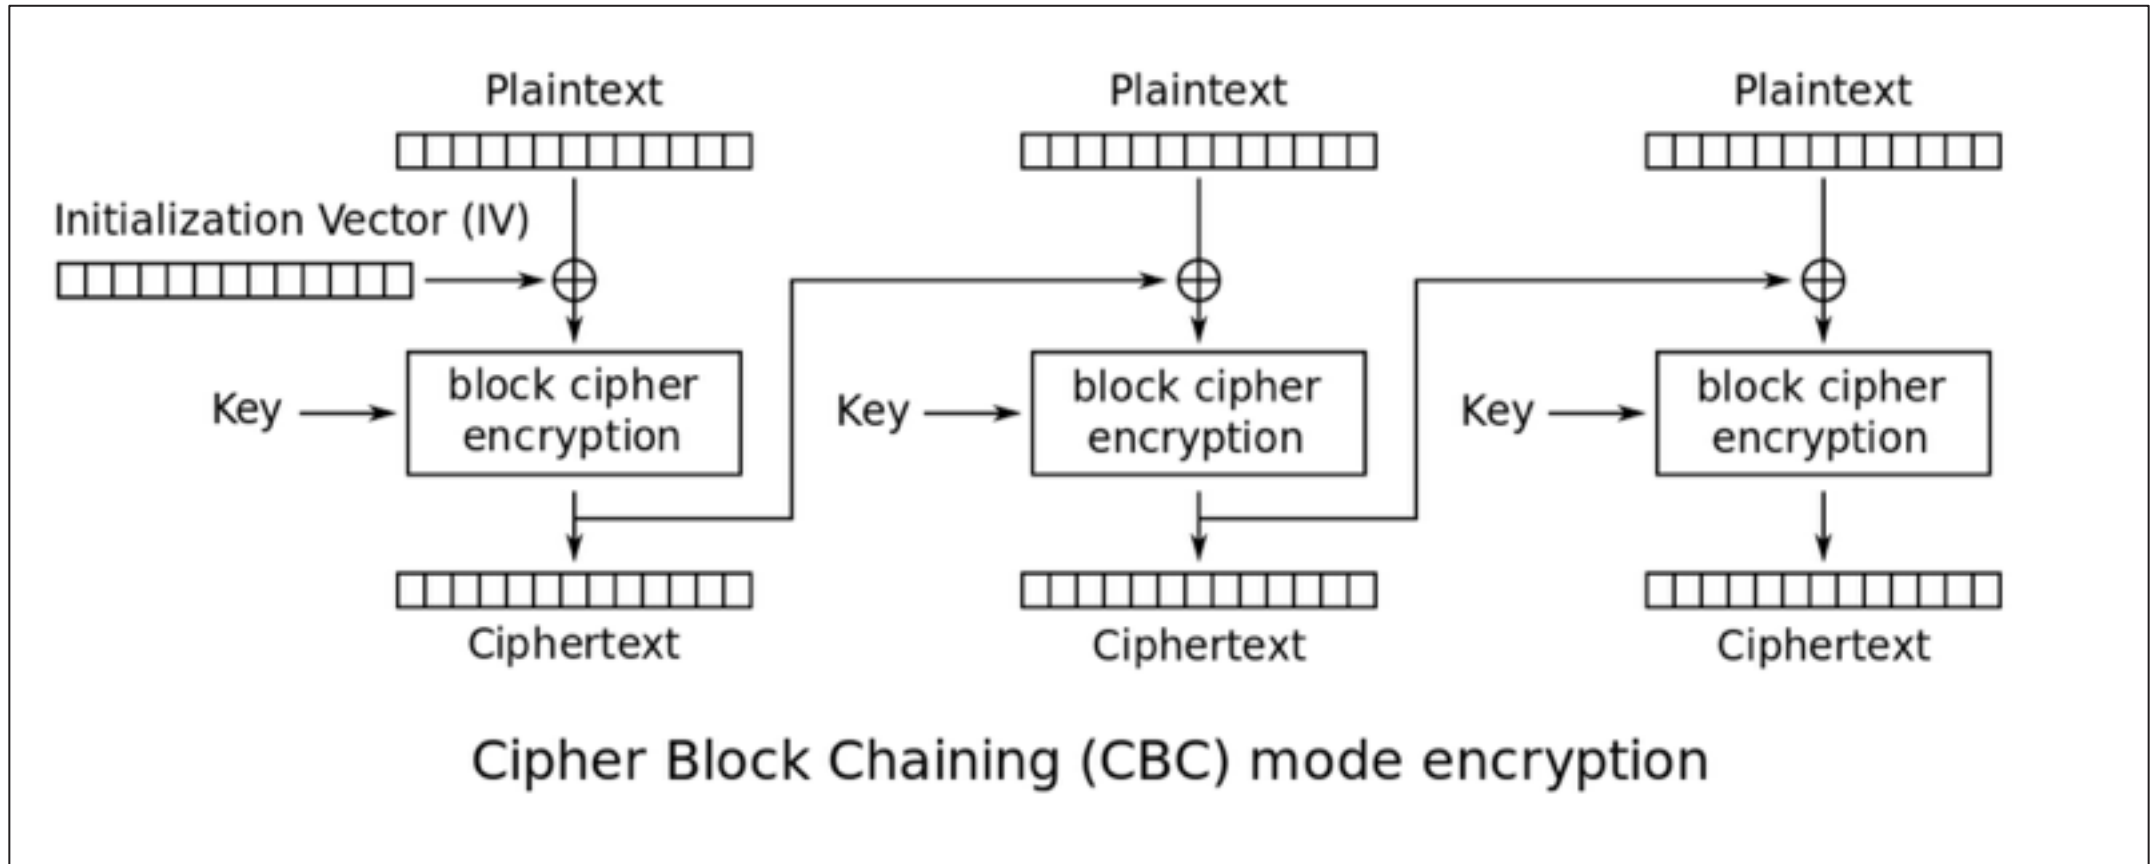 Plaintext
Plaintext
Plaintext
Initialization Vector (IV)
Key
block cipher
encryption
Key
block cipher
encryption
Key
block cipher
encryption
Ciphertext
Ciphertext
Ciphertext
Cipher Block Chaining (CBC) mode encryption